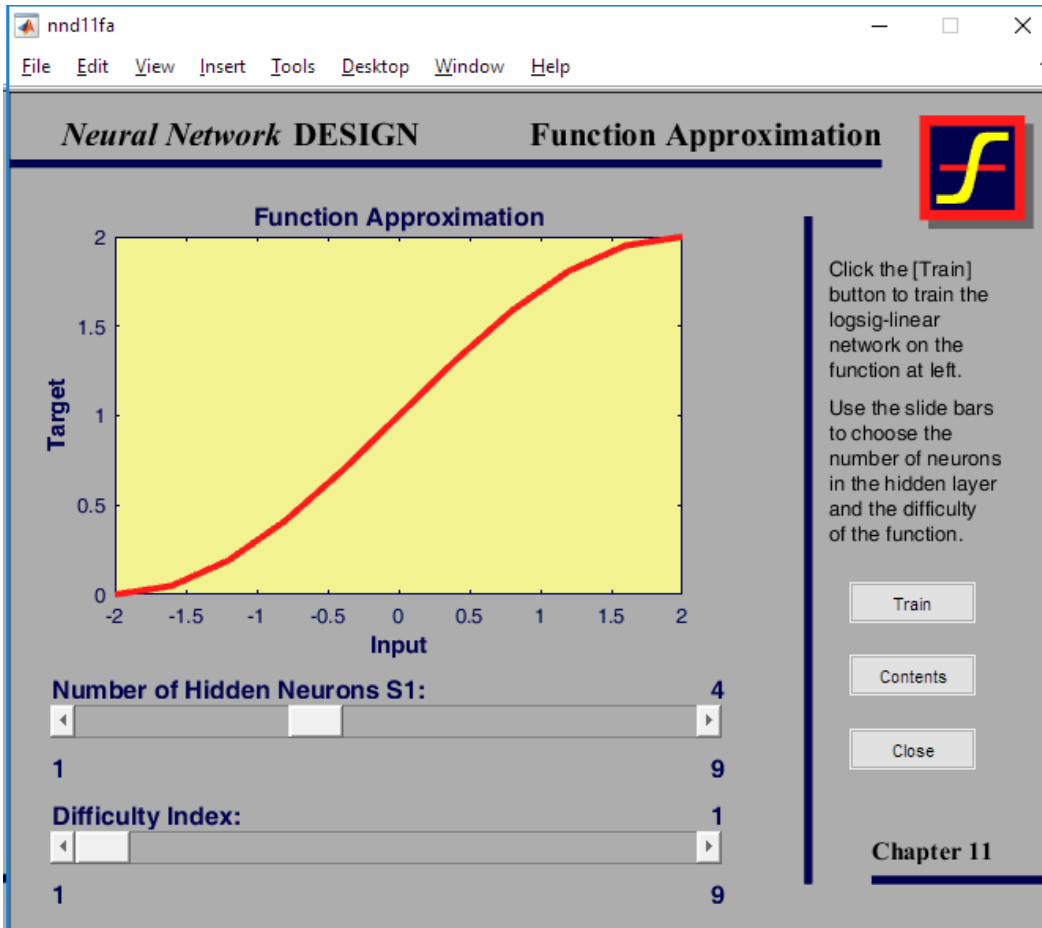 nnd11fa
File Edit View Insert Tools Desktop Window Help
Neural Network DESIGN
Function Approximation
Function Approximation
2
1.5
1
0.5
0
Target
-2 -1.5 -1 -0.5 0 0.5 1 1.5 2
Input
Click the [Train]
button to train the
logsig-linear
network on the
function at left.
Use the slide bars
to choose the
number of neurons
in the hidden layer
and the difficulty
of the function.
Train
Contents
Close
Number of Hidden Neurons S1: 4
1 9
Difficulty Index: 1
1 9
Chapter 11